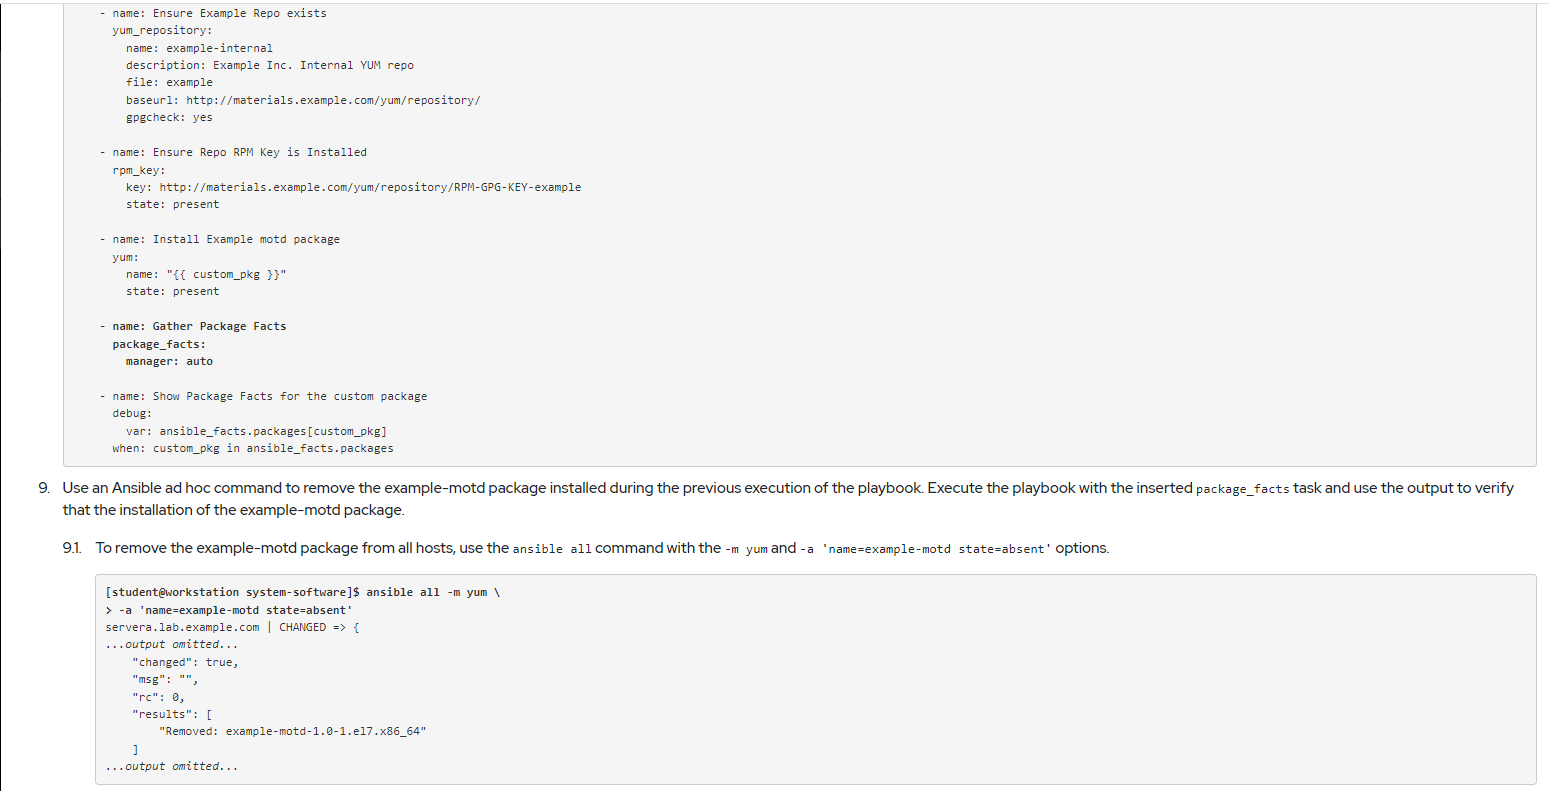 - name: Ensure Example Repo exists
yum_repository:
name: example-internal
description: Example Inc. Internal YUM repo
file: example
baseurl: http://materials.example.com/yum/repository/
gpgcheck: yes
- name: Ensure Repo RPM Key is Installed
rpm_key:
key: http://materials.example.com/yum/repository/RPM-GPG-KEY-example
state: present
- name: Install Example motd package
yum:
name: "{{ custom_pkg }}"
state: present
- name: Gather Package Facts
package_facts:
manager: auto
- name: Show Package Facts for the custom package
debug:
var: ansible_facts.packages[custom_pkg]
when: custom_pkg in ansible_facts.packages
9. Use an Ansible ad hoc command to remove the example-motd package installed during the previous execution of the playbook. Execute the playbook with the inserted package_facts task and use the output to verify
that the installation of the example-motd package.
9.1. To remove the example-motd package from all hosts, use the ansible all command with the -m yum and -a 'name=example-motd state=absent' options.
[student@workstation system-software]$ ansible all -m yum \
> -a 'name=example-motd state=absent'
servera.lab.example.com | CHANGED => {
...output omitted...
"changed": true,
"msg": "",
"rc": 0,
"results": [
"Removed: example-motd-1.0-1.el7.x86_64"
]
...output omitted...